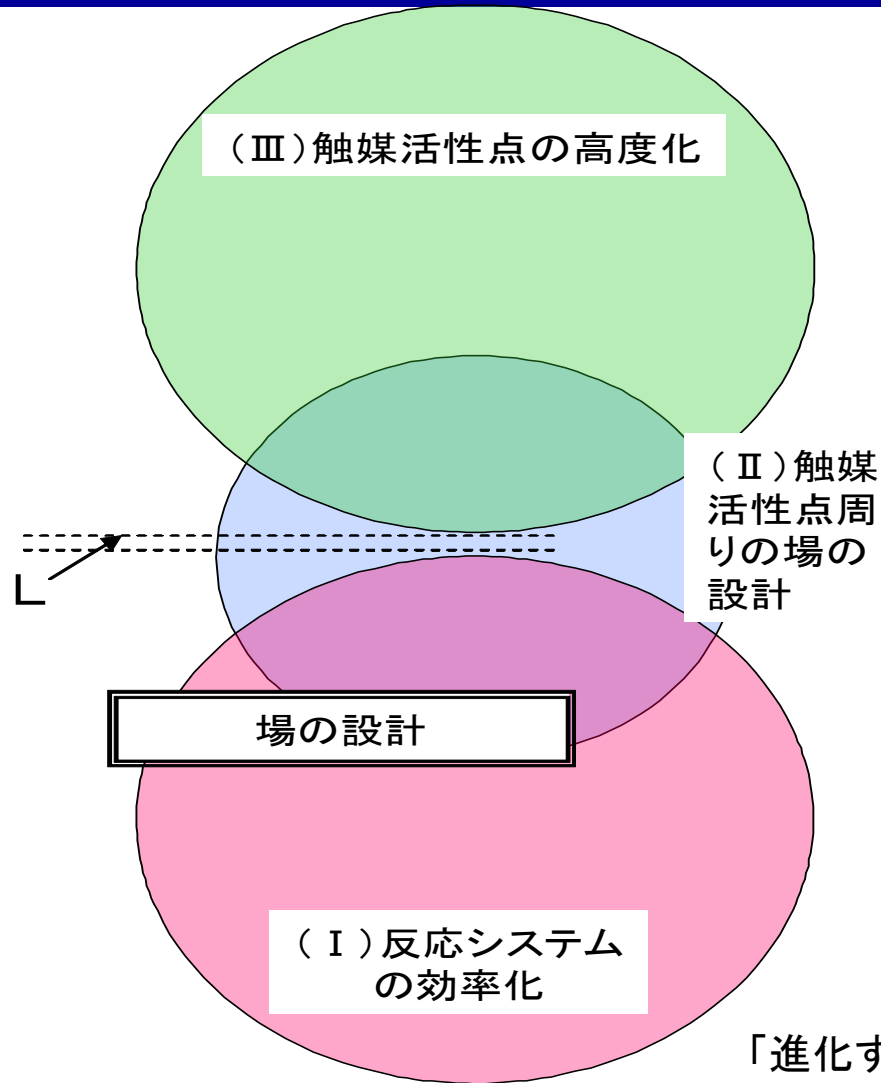 （Ⅲ）触媒活性点の高度化
（Ⅱ）触媒
活性点周
りの場の
設計
場の設計
（Ⅰ）反応システム
の効率化
「進化す